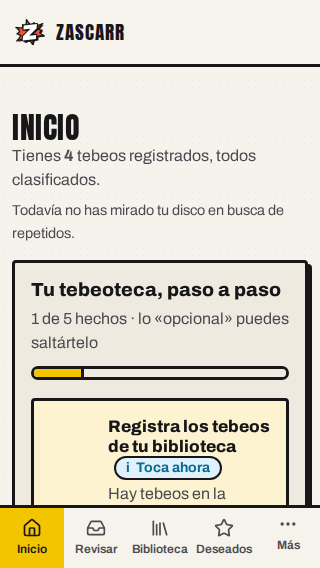 ZASCARR
INICIO
Tienes 4 tebeos registrados, todos
clasificados.
Todavía no has mirado tu disco en busca de
repetidos.
Tu tebeoteca, paso a paso
1 de 5 hechos · lo «opcional» puedes
saltártelo
Registra los tebeos
de tu biblioteca
i Toca ahora
Hay tebeos en la
Inicio Revisar Biblioteca Deseados Más